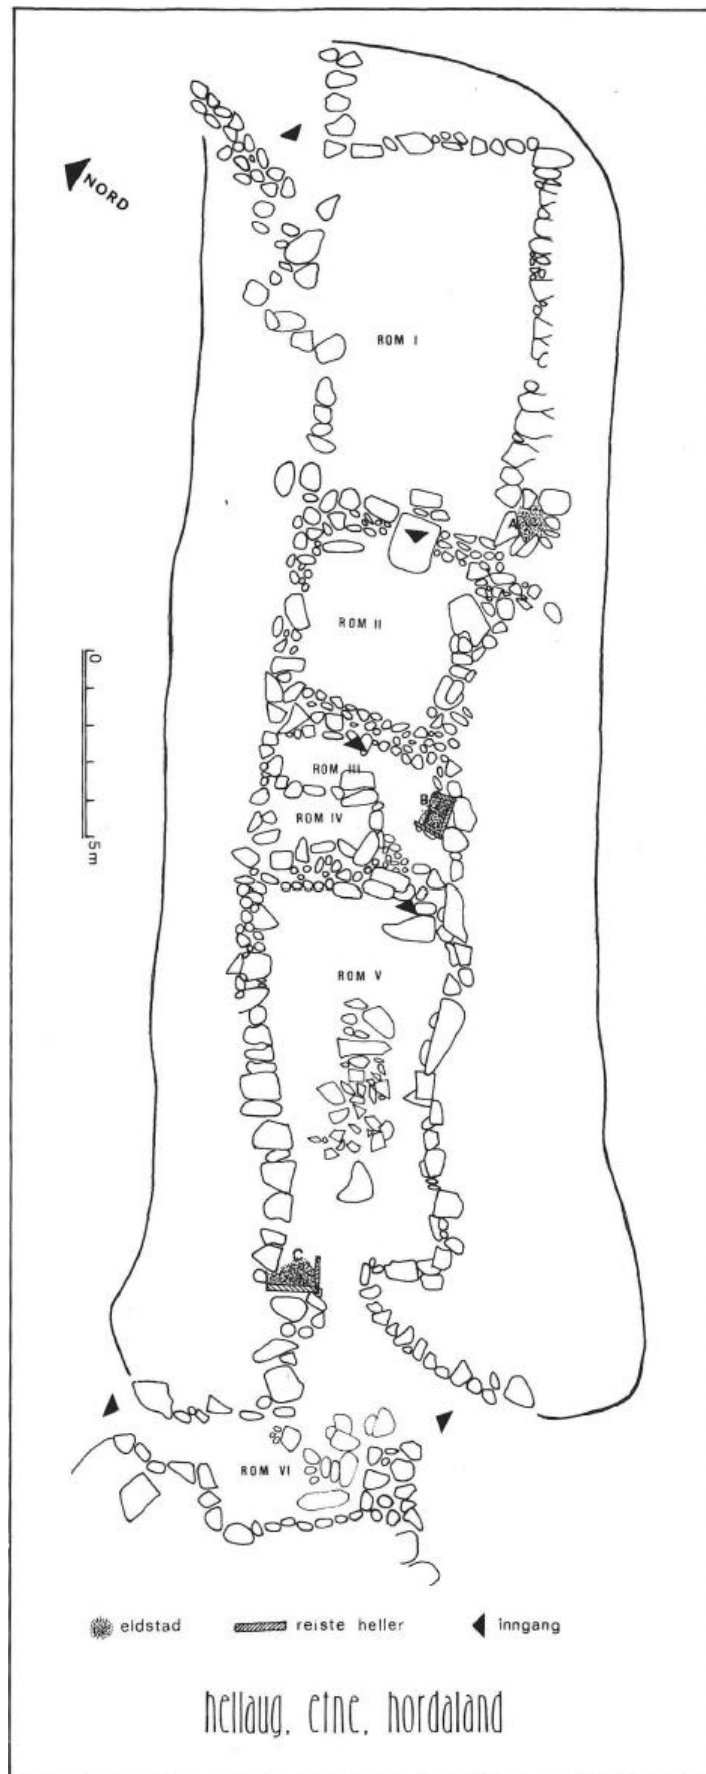 NORD
ROM I
A
ROM II
0
ROM III
B
ROM IV
5m
ROM V
C
ROM VI
eldstad
reiste heller
inngang
hellaug, etne, hordaland